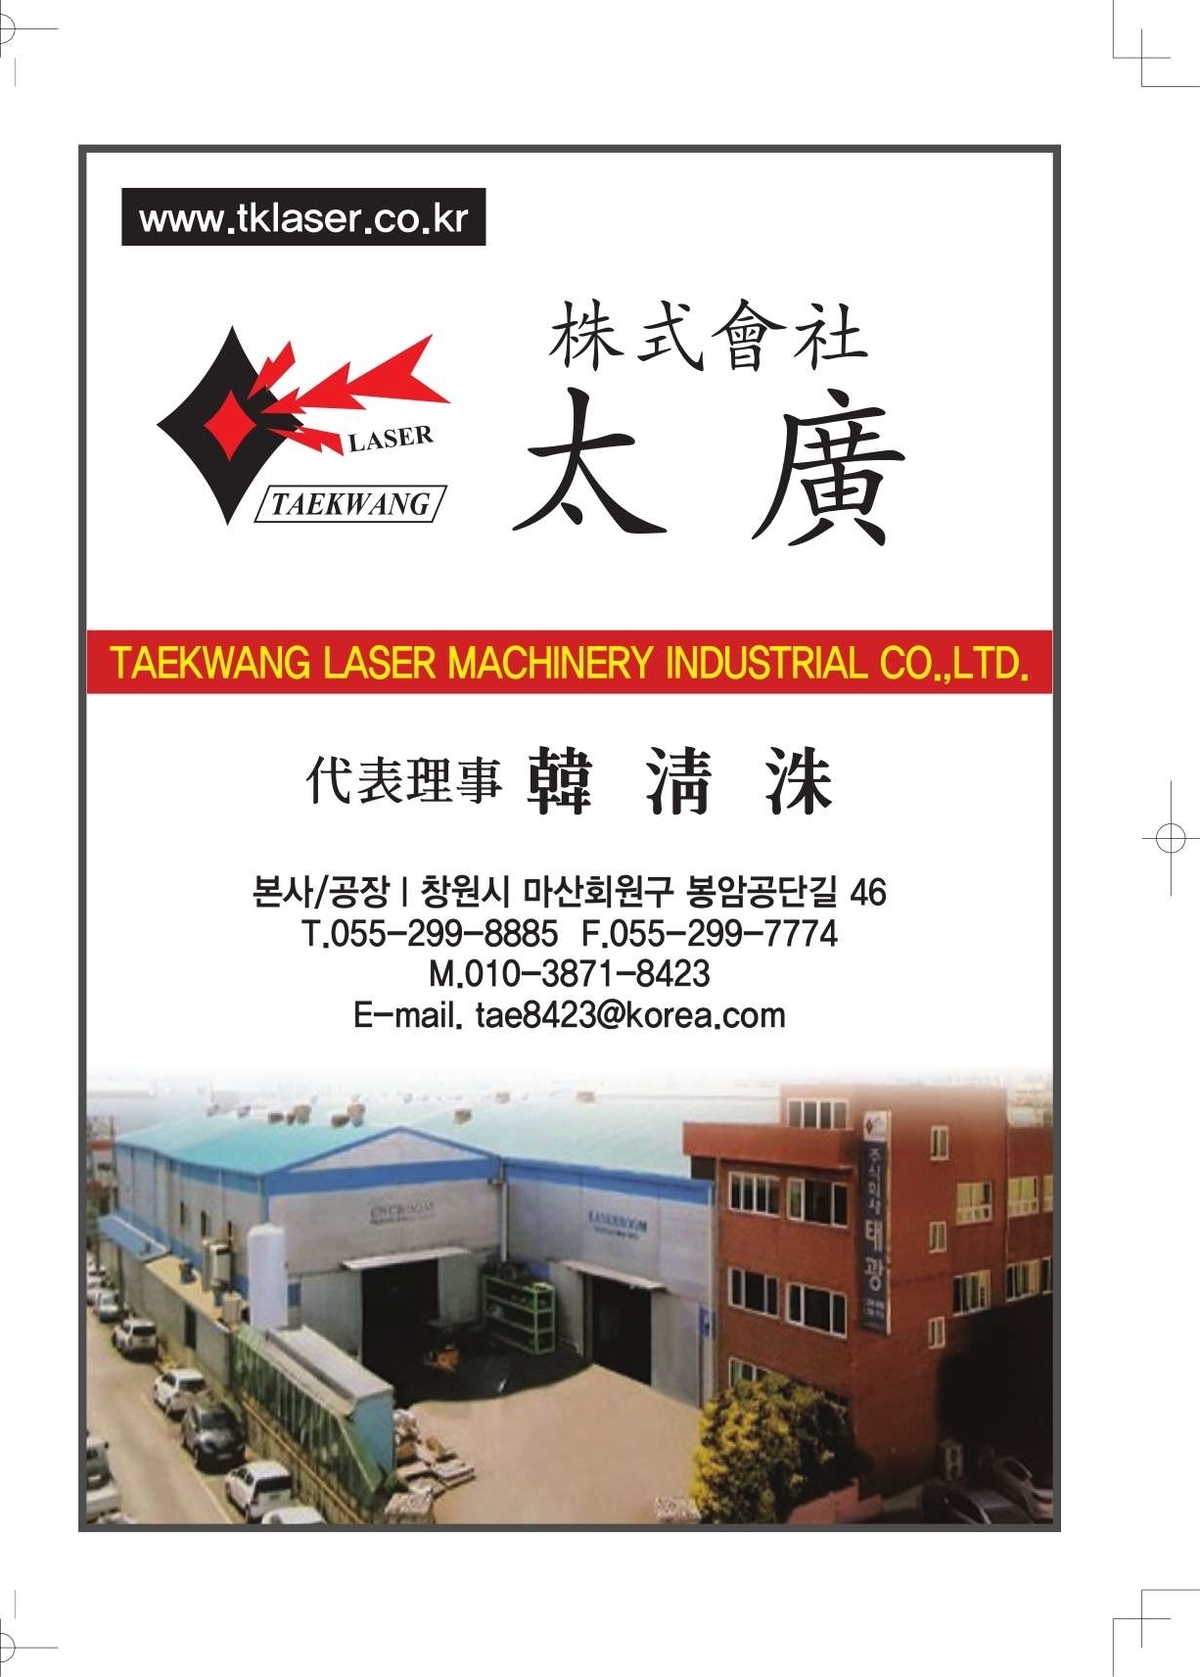 www.tklaser.co.kr
株式會社
太廣
LASER
TAEKWANG
TAEKWANG LASER MACHINERY INDUSTRIAL CO.,LTD.
代表理事 韓淸洙
본사/공장 | 창원시 마산회원구 봉암공단길 46
T.055-299-8885 F.055-299-7774
M.010-3871-8423
E-mail. tae8423@korea.com
CNCROOM
LASERROOM
주식회사 태광